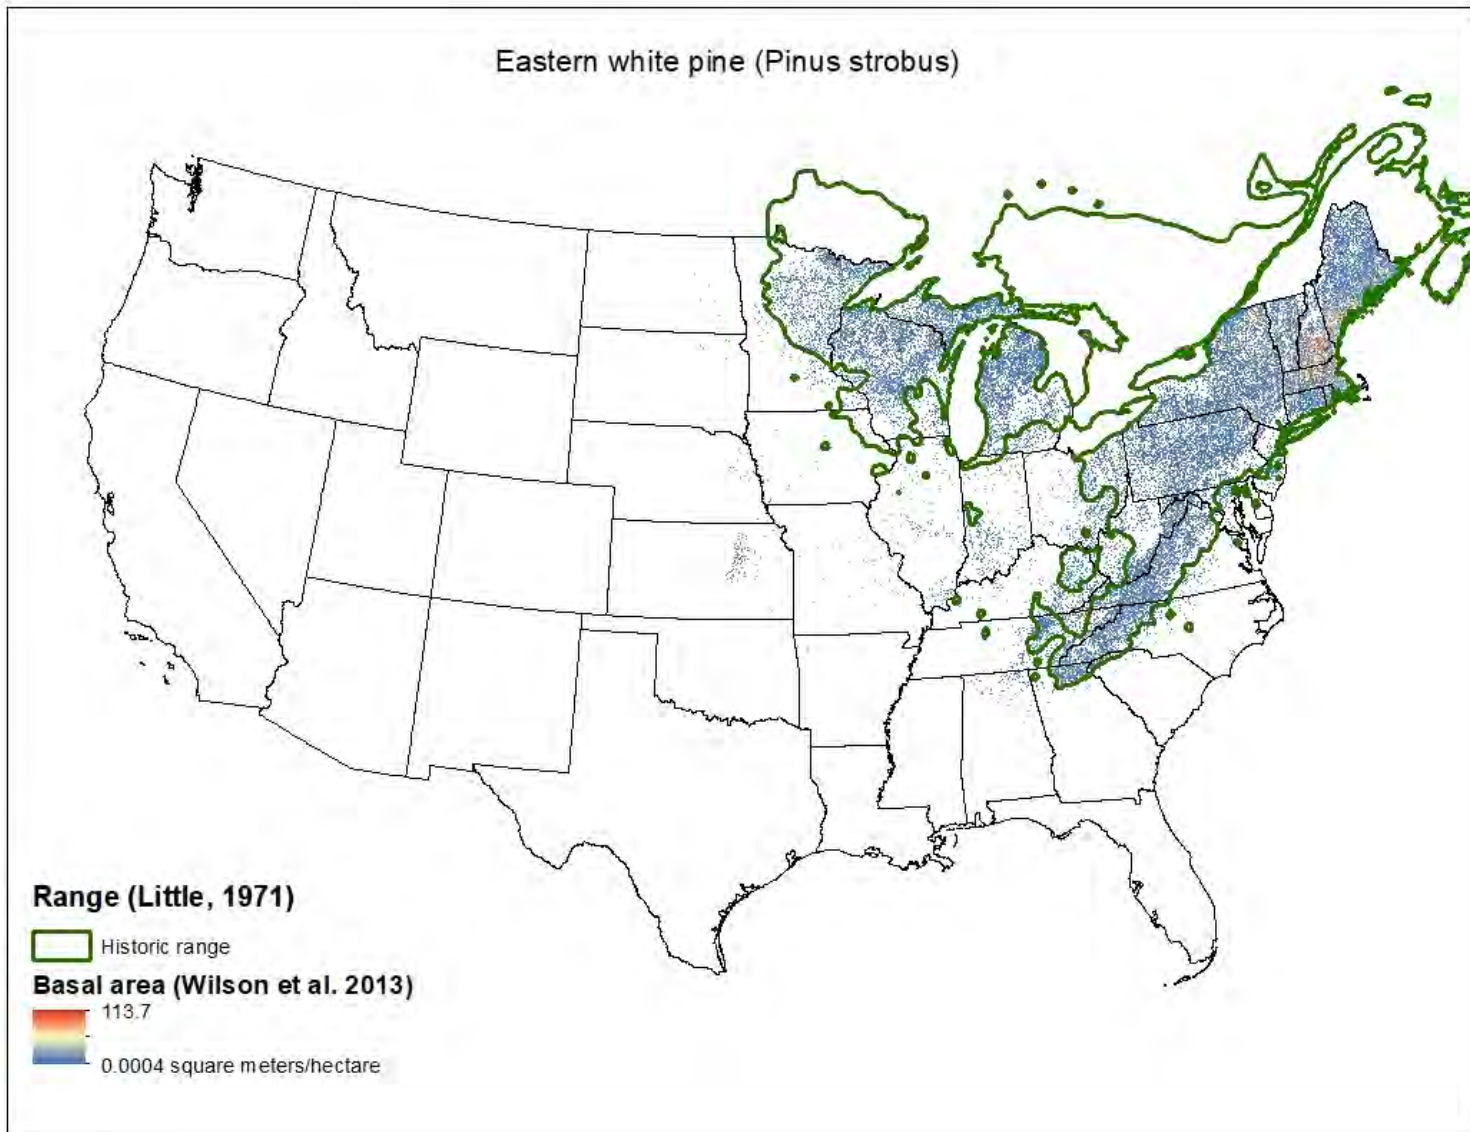 Eastern white pine (Pinus strobus)
Range (Little, 1971)
Historic range
Basal area (Wilson et al. 2013)
113.7
0.0004 square meters/hectare